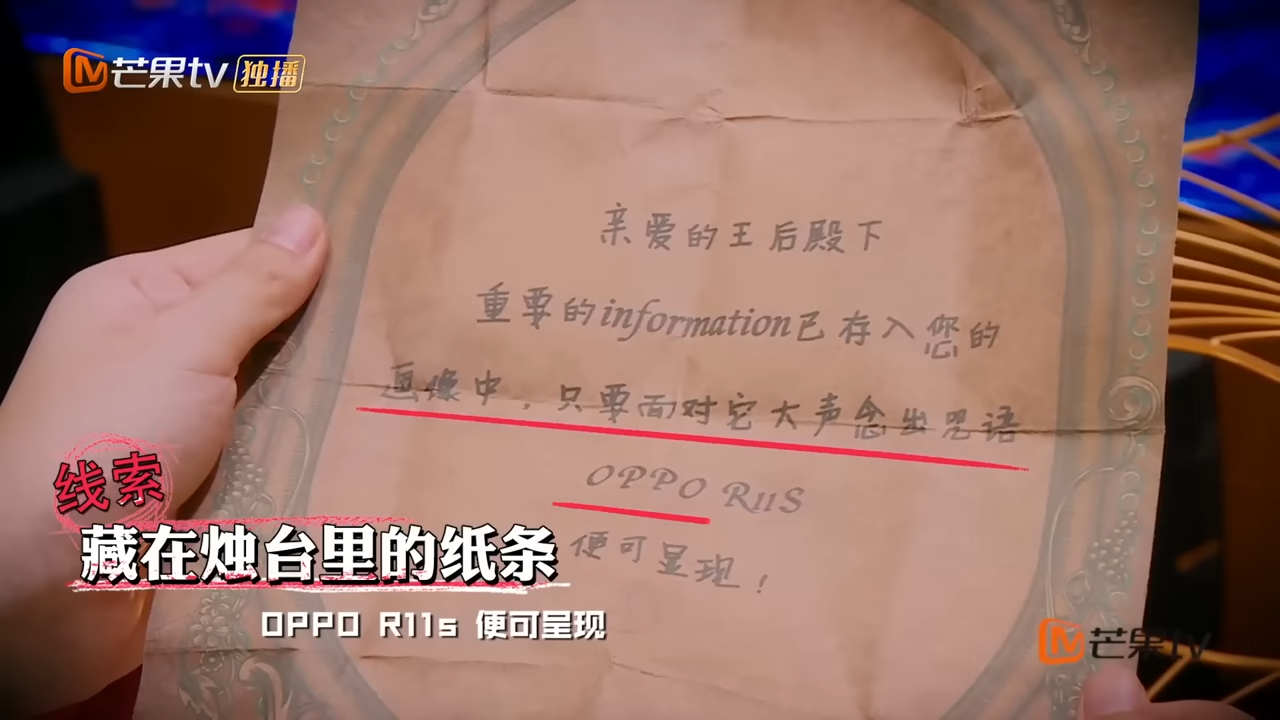 芒果tv 独播
亲爱的王后殿下
重要的information已存入您的
画像中，只要面对它大声念出咒语
OPPO R11S
便可呈现！
线索
藏在烛台里的纸条
OPPO R11s 便可呈现
芒果tv